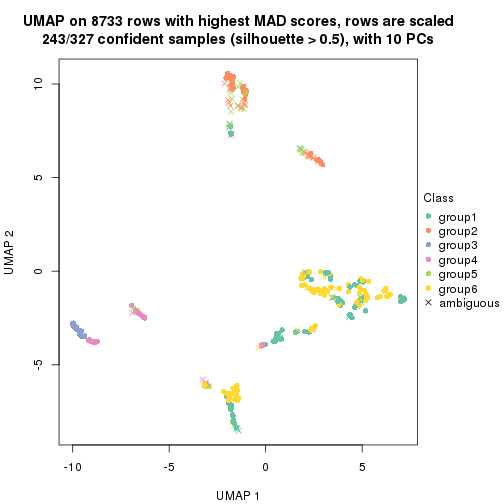 UMAP on 8733 rows with highest MAD scores, rows are scaled
243/327 confident samples (silhouette > 0.5), with 10 PCs
10
5
0
-5
UMAP 2
-10
-5
0
5
UMAP 1
Class
group1
group2
group3
group4
group5
group6
ambiguous